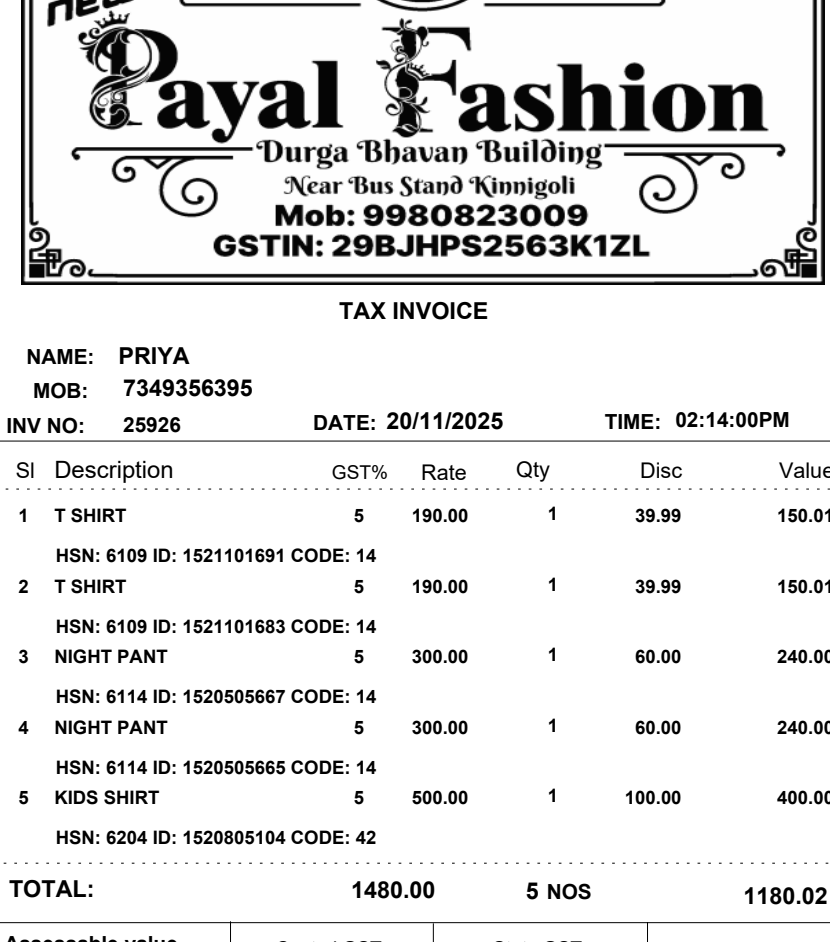 new
Payal Fashion
Durga Bhavan Building
Near Bus Stand Kinnigoli
Mob: 9980823009
GSTIN: 29BJHPS2563K1ZL
TAX INVOICE
NAME: PRIYA
MOB: 7349356395
INV NO: 25926 DATE: 20/11/2025 TIME: 02:14:00PM
Sl Description GST% Rate Qty Disc Value
1 T SHIRT 5 190.00 1 39.99 150.01
HSN: 6109 ID: 1521101691 CODE: 14
2 T SHIRT 5 190.00 1 39.99 150.01
HSN: 6109 ID: 1521101683 CODE: 14
3 NIGHT PANT 5 300.00 1 60.00 240.00
HSN: 6114 ID: 1520505667 CODE: 14
4 NIGHT PANT 5 300.00 1 60.00 240.00
HSN: 6114 ID: 1520505665 CODE: 14
5 KIDS SHIRT 5 500.00 1 100.00 400.00
HSN: 6204 ID: 1520805104 CODE: 42
TOTAL: 1480.00 5 NOS 1180.02